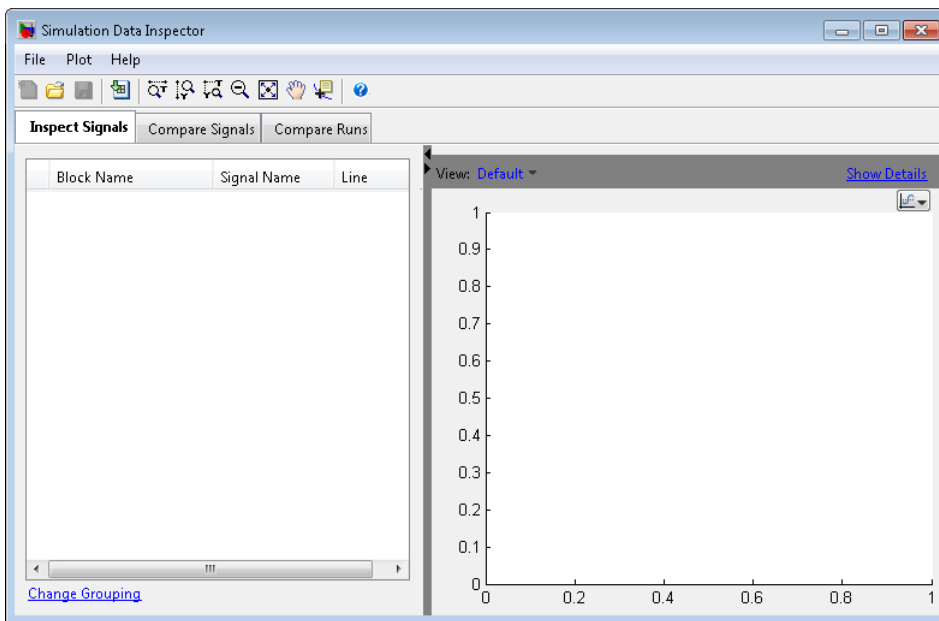 Simulation Data Inspector
File Plot Help
Inspect Signals Compare Signals Compare Runs
Block Name Signal Name Line
View: Default Show Details
1
0.9
0.8
0.7
0.6
0.5
0.4
0.3
0.2
0.1
0
0 0.2 0.4 0.6 0.8 1
Change Grouping